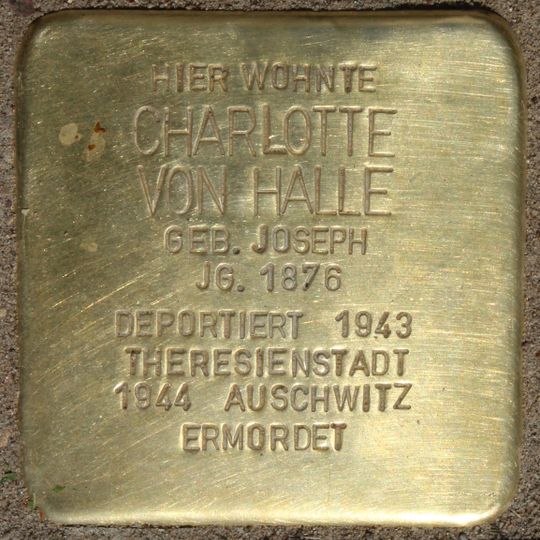 HIER WOHNTE
CHARLOTTE
VON HALLE
GEB. JOSEPH
JG. 1876
DEPORTIERT 1943
THERESIENSTADT
1944 AUSCHWITZ
ERMORDET